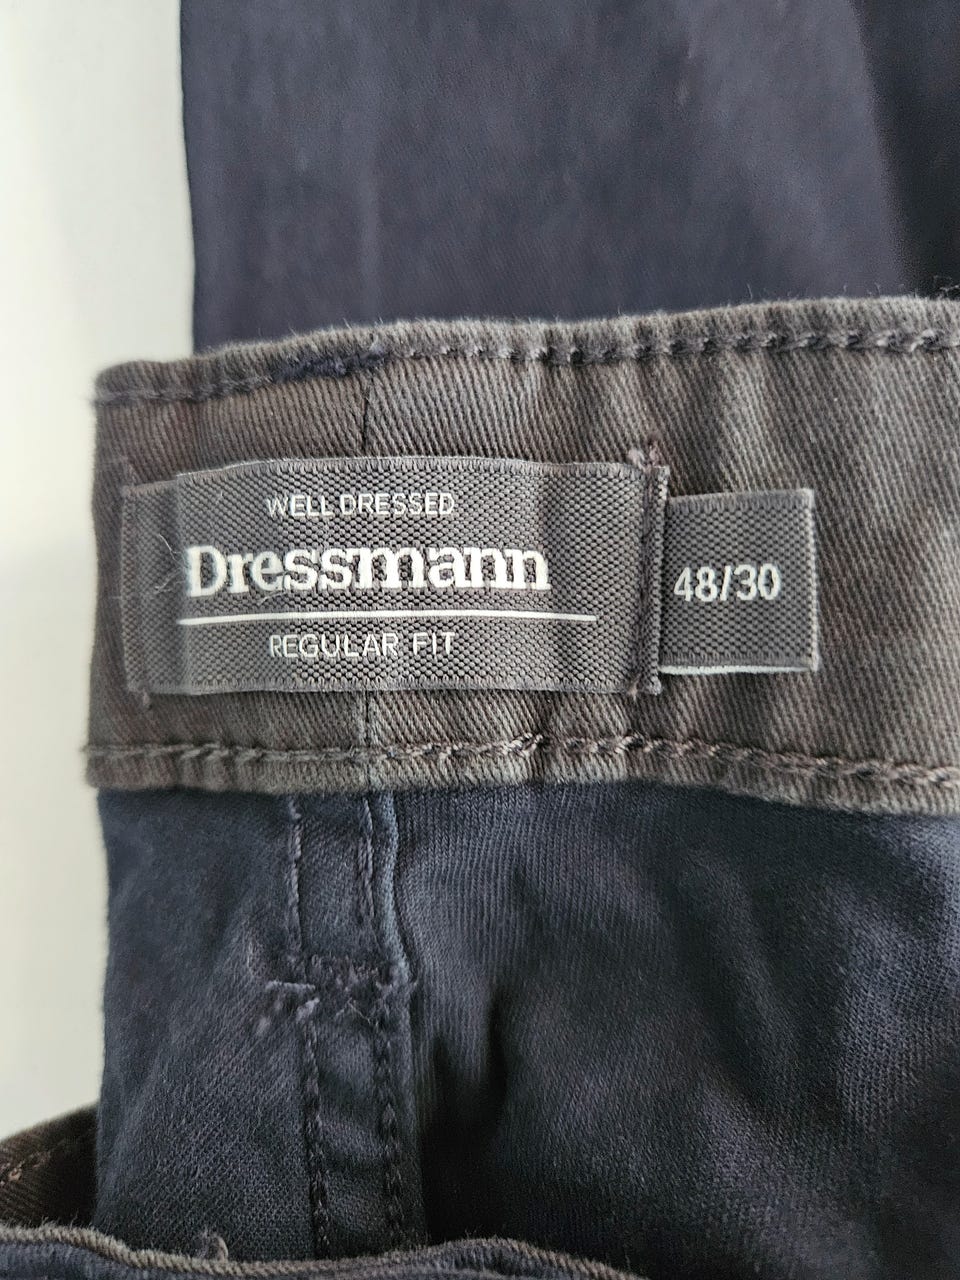 WELL DRESSED
Dressmann
REGULAR FIT
48/30